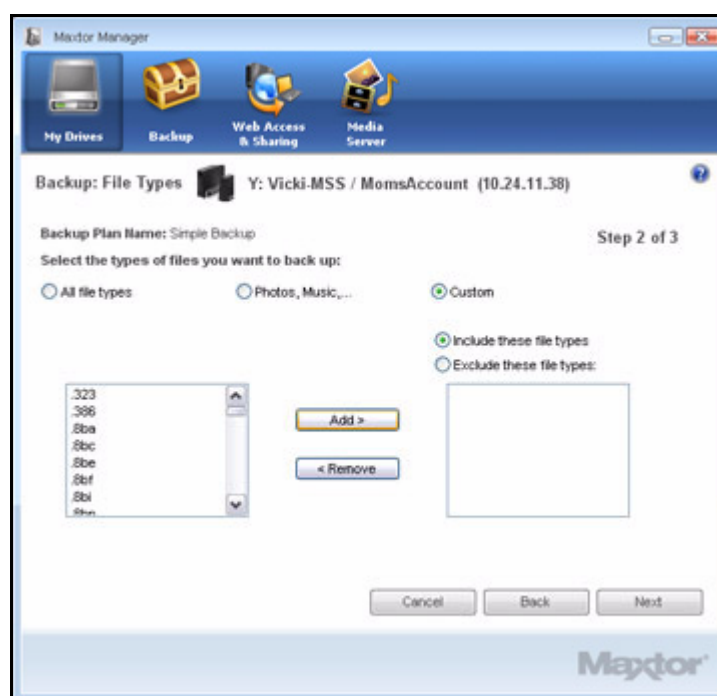 Maxtor Manager
My Drives
Backup
Web Access & Sharing
Media Server
Backup: File Types
Y: Vicki-MSS / MomsAccount (10.24.11.38)
Backup Plan Name: Simple Backup
Step 2 of 3
Select the types of files you want to back up:
All file types
Photos, Music,...
Custom
Include these file types
Exclude these file types:
.323
.386
.8ba
.8bc
.8be
.8bf
.8bi
Add >
< Remove
Cancel
Back
Next
Maxtor